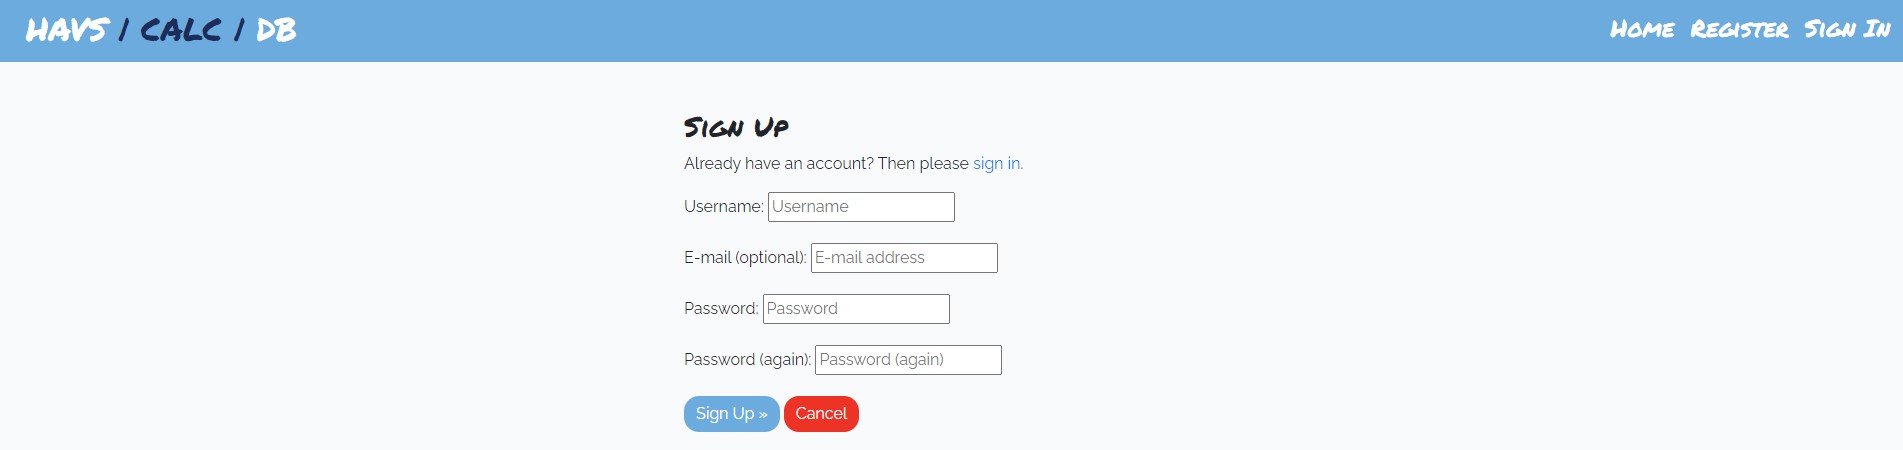 HAVS | CALC | DB
Home Register Sign In
Sign Up
Already have an account? Then please sign in.
Username: Username
E-mail (optional): E-mail address
Password: Password
Password (again): Password (again)
Sign Up » Cancel